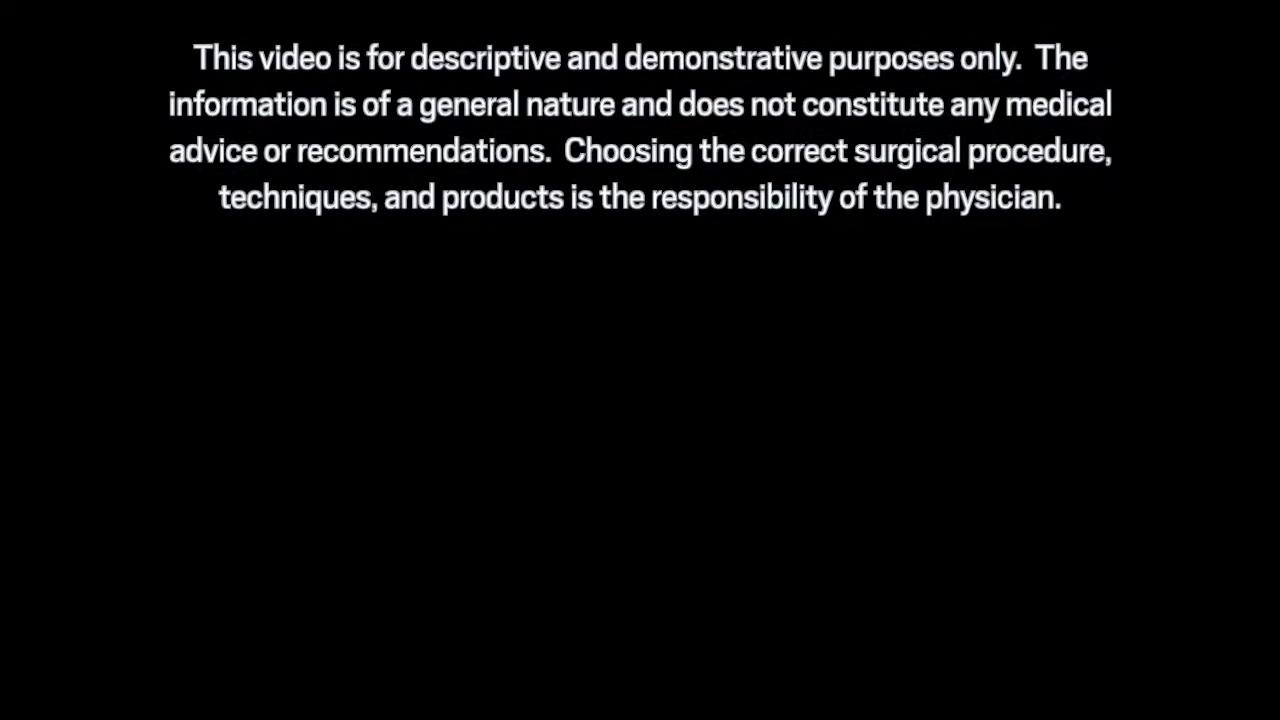 This video is for descriptive and demonstrative purposes only.  The
information is of a general nature and does not constitute any medical
advice or recommendations.  Choosing the correct surgical procedure,
techniques, and products is the responsibility of the physician.